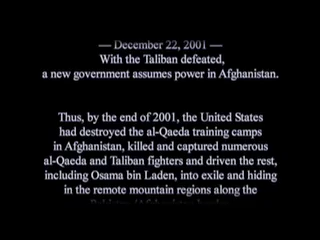 — December 22, 2001 —
With the Taliban defeated,
a new government assumes power in Afghanistan.
Thus, by the end of 2001, the United States
had destroyed the al-Qaeda training camps
in Afghanistan, killed and captured numerous
al-Qaeda and Taliban fighters and driven the rest,
including Osama bin Laden, into exile and hiding
in the remote mountain regions along the